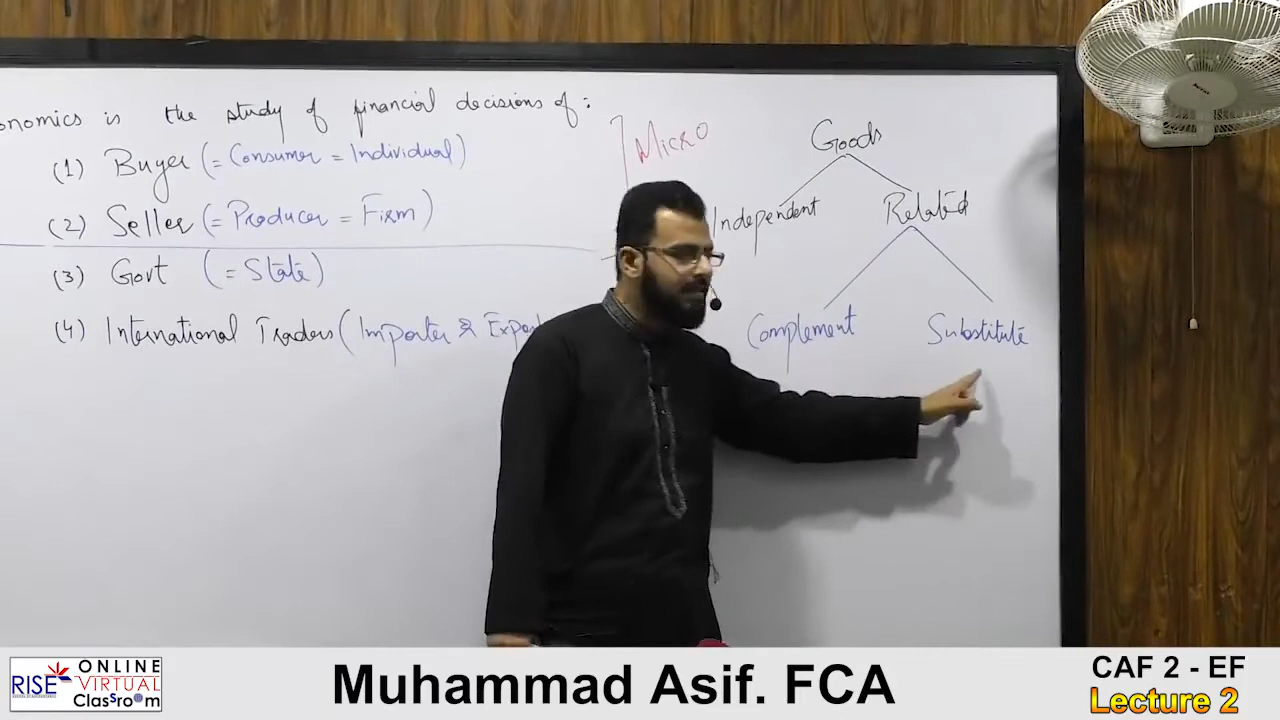 onomics is the study of financial decisions of:
(1) Buyer (= Consumer = Individual)
(2) Seller (= Producer = Firm)
(3) Govt (= State)
(4) International Traders (Importer & Expo
Micro
Goods
Independent Related
Complement Substitute
RISE
ONLINE
VIRTUAL
Classroom
Muhammad Asif. FCA
CAF 2 - EF
Lecture 2